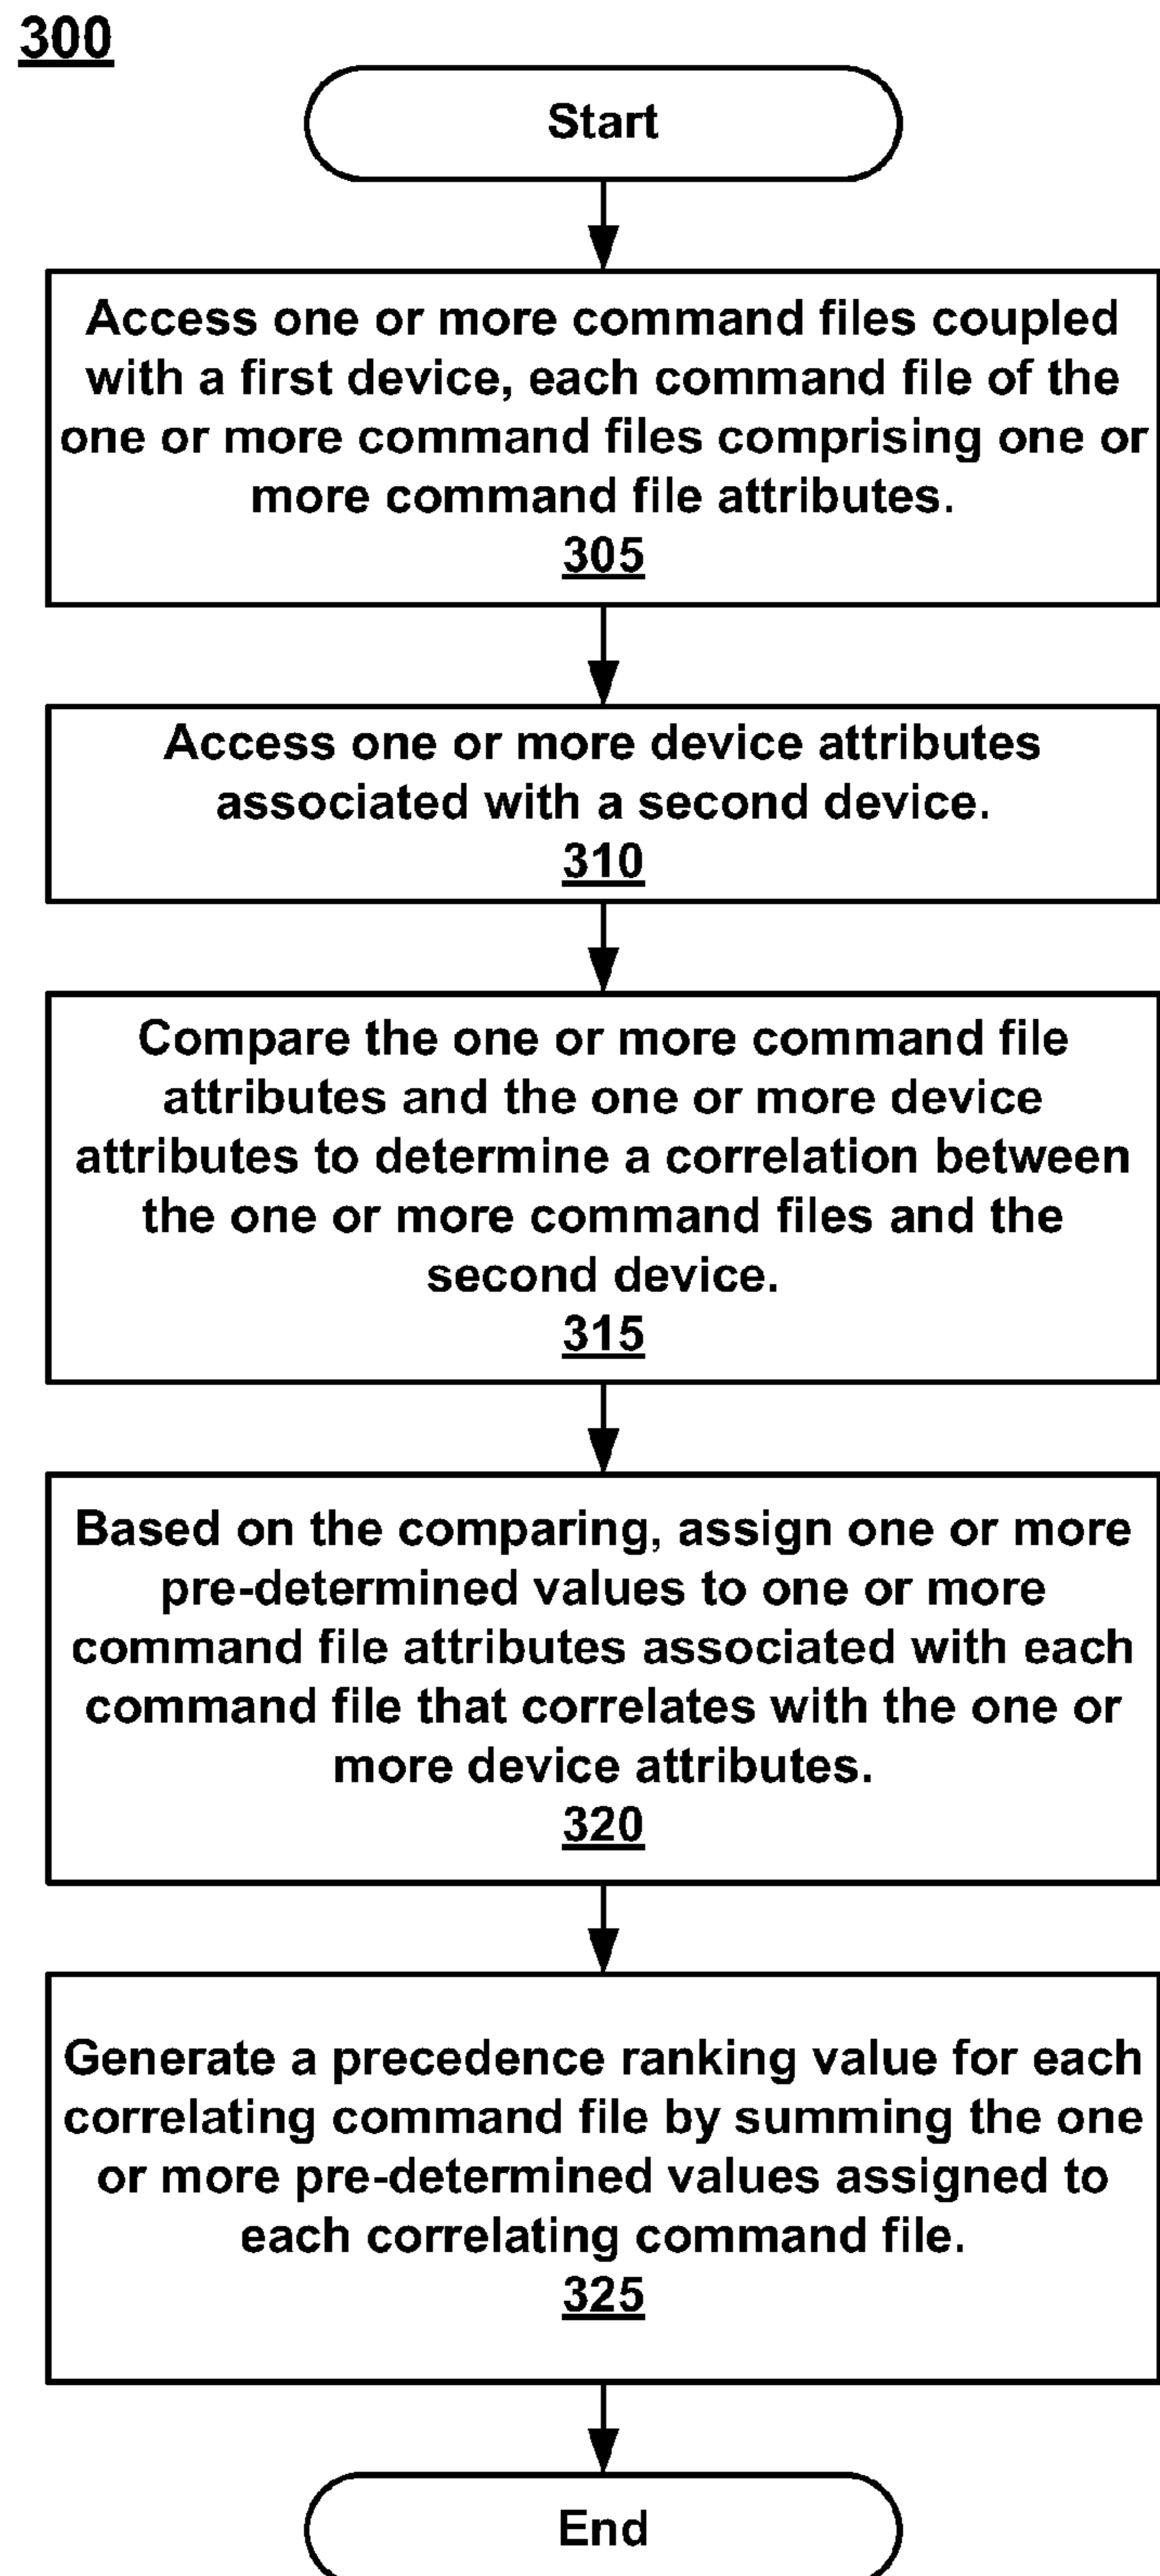 300
Start
Access one or more command files coupled
with a first device, each command file of the
one or more command files comprising one or
more command file attributes.
305
Access one or more device attributes
associated with a second device.
310
Compare the one or more command file
attributes and the one or more device
attributes to determine a correlation between
the one or more command files and the
second device.
315
Based on the comparing, assign one or more
pre-determined values to one or more
command file attributes associated with each
command file that correlates with the one or
more device attributes.
320
Generate a precedence ranking value for each
correlating command file by summing the one
or more pre-determined values assigned to
each correlating command file.
325
End